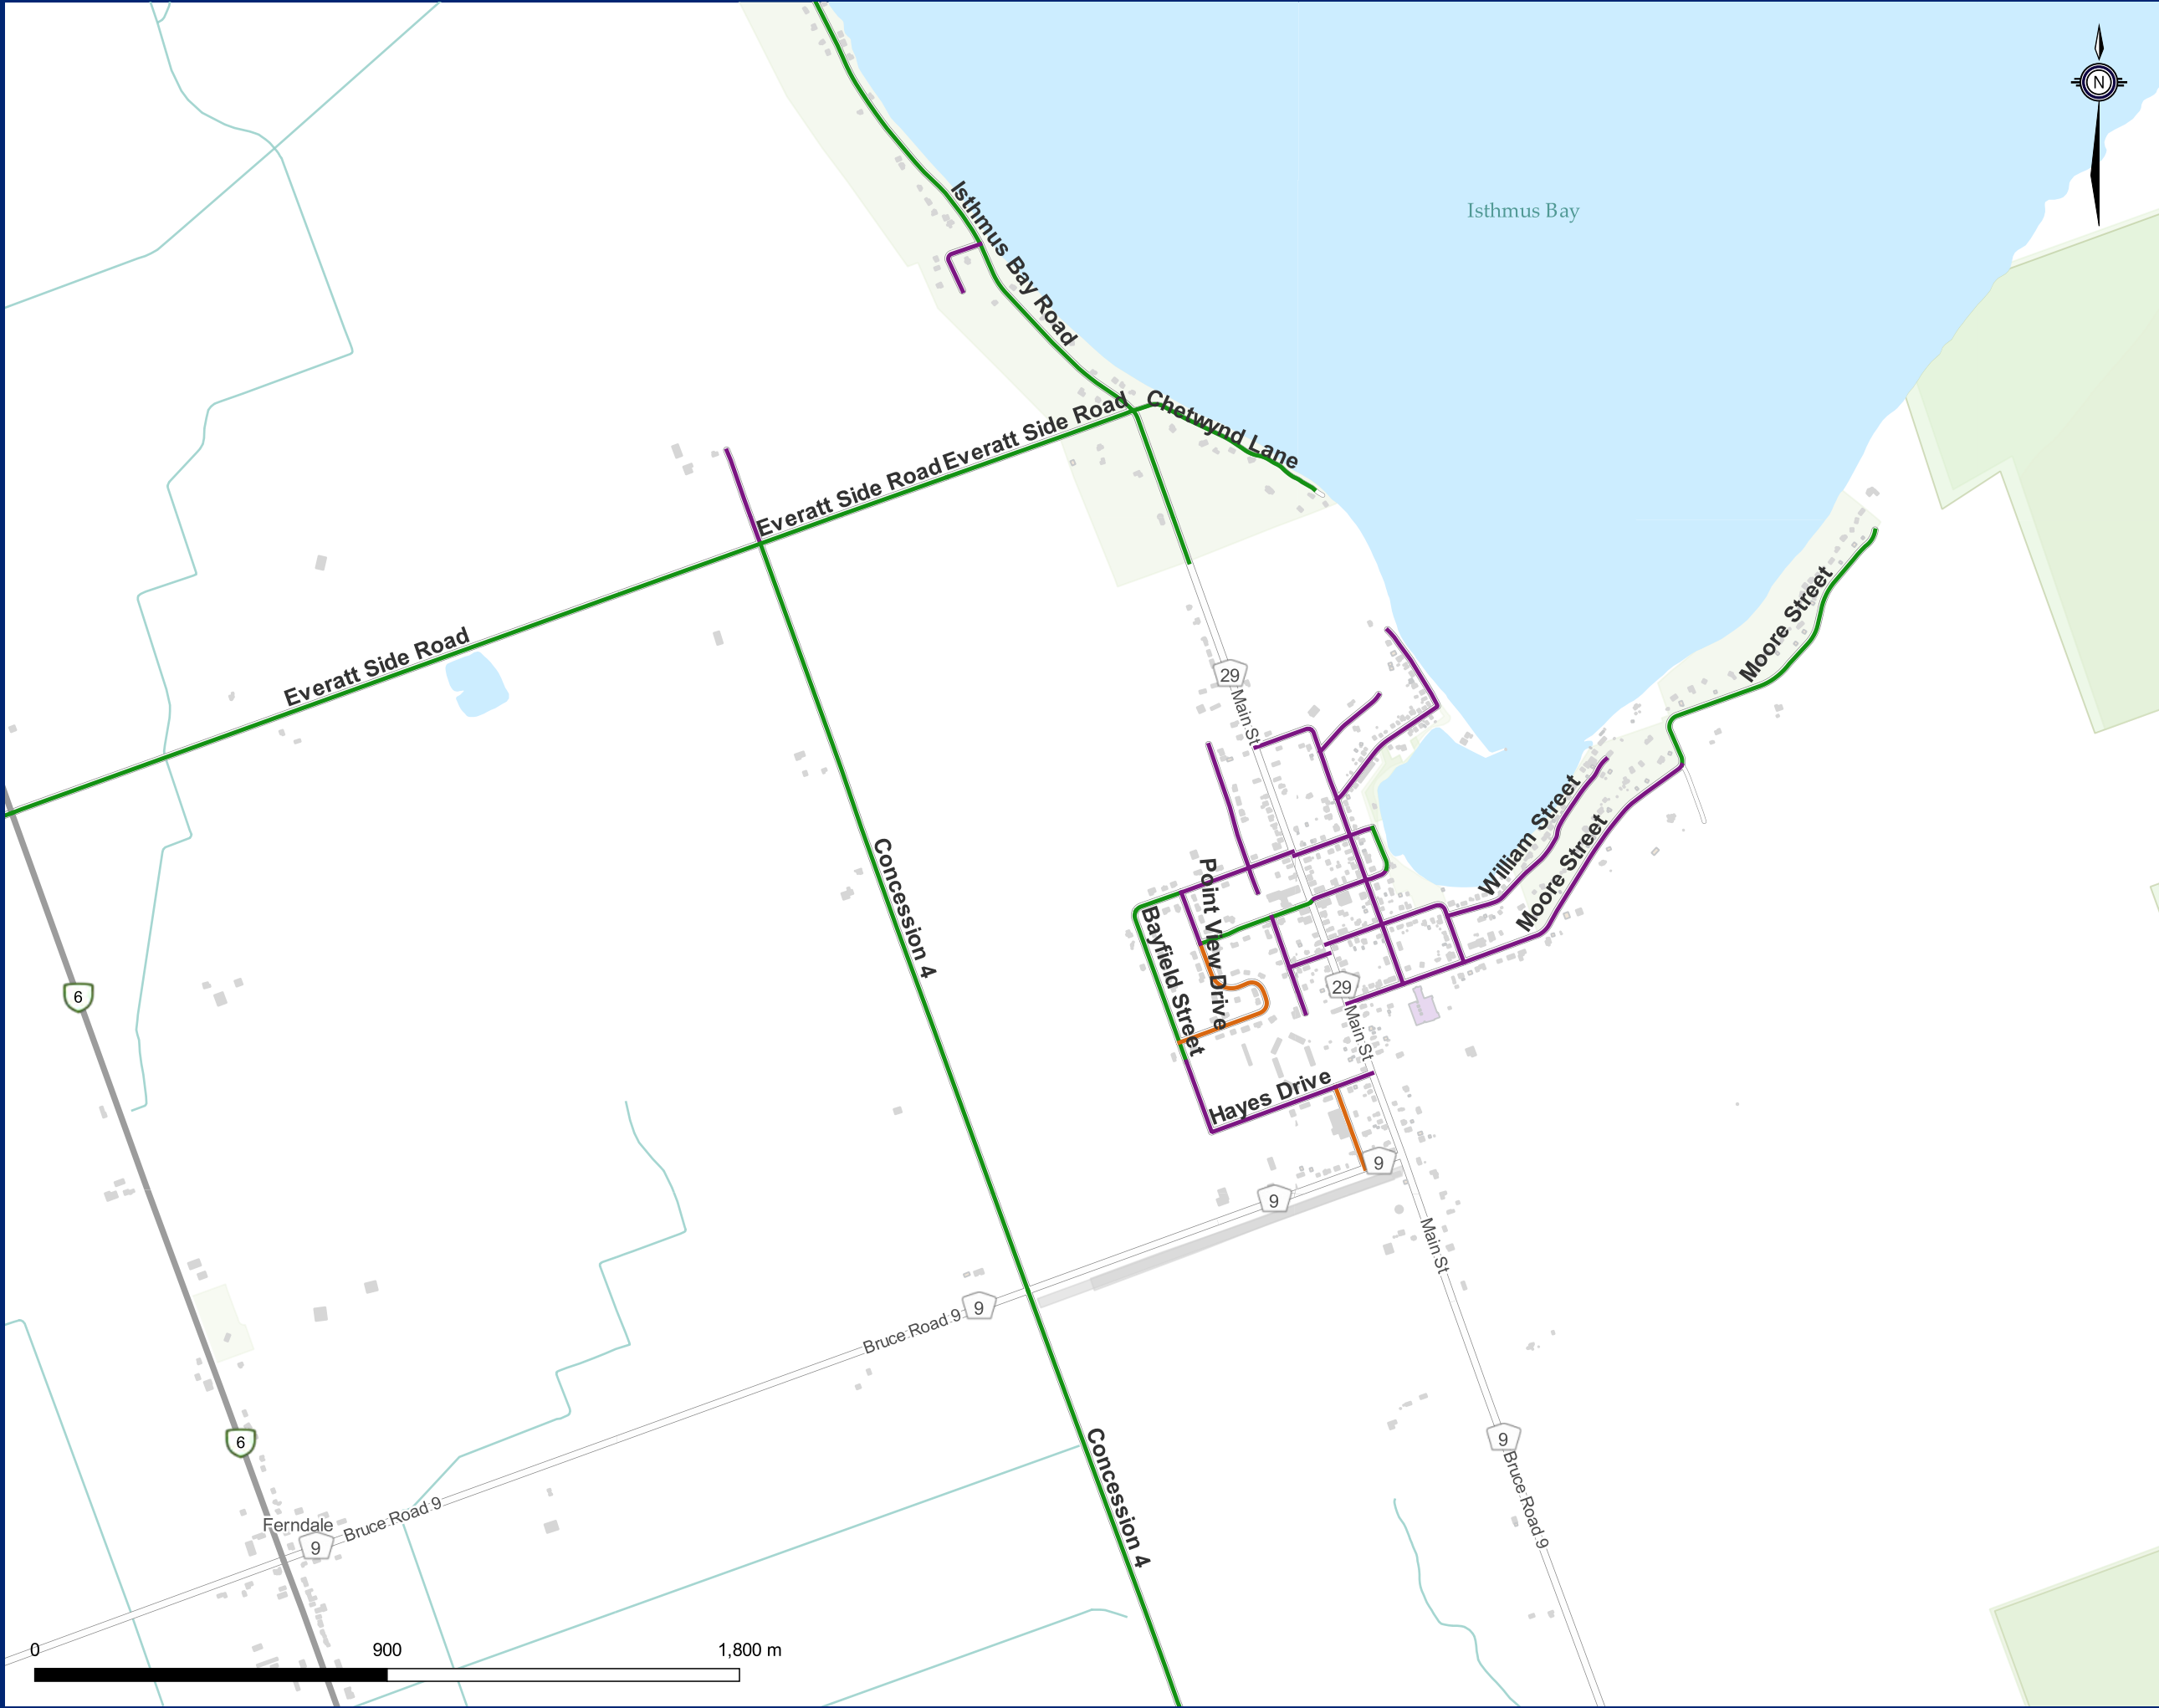 N
Isthmus Bay
Isthmus Bay Road
Chetwynd Lane
Everatt Side Road
Everatt Side Road
Everatt Side Road
Moore Street
29
Main St
William Street
Moore Street
Concession 4
Point View Drive
Bayfield Street
6
29
Main St
Hayes Drive
9
9
Main St
9
Bruce Road 9
6
9
Bruce Road 9
Concession 4
Ferndale
9
Bruce Road 9
0 900 1,800 m